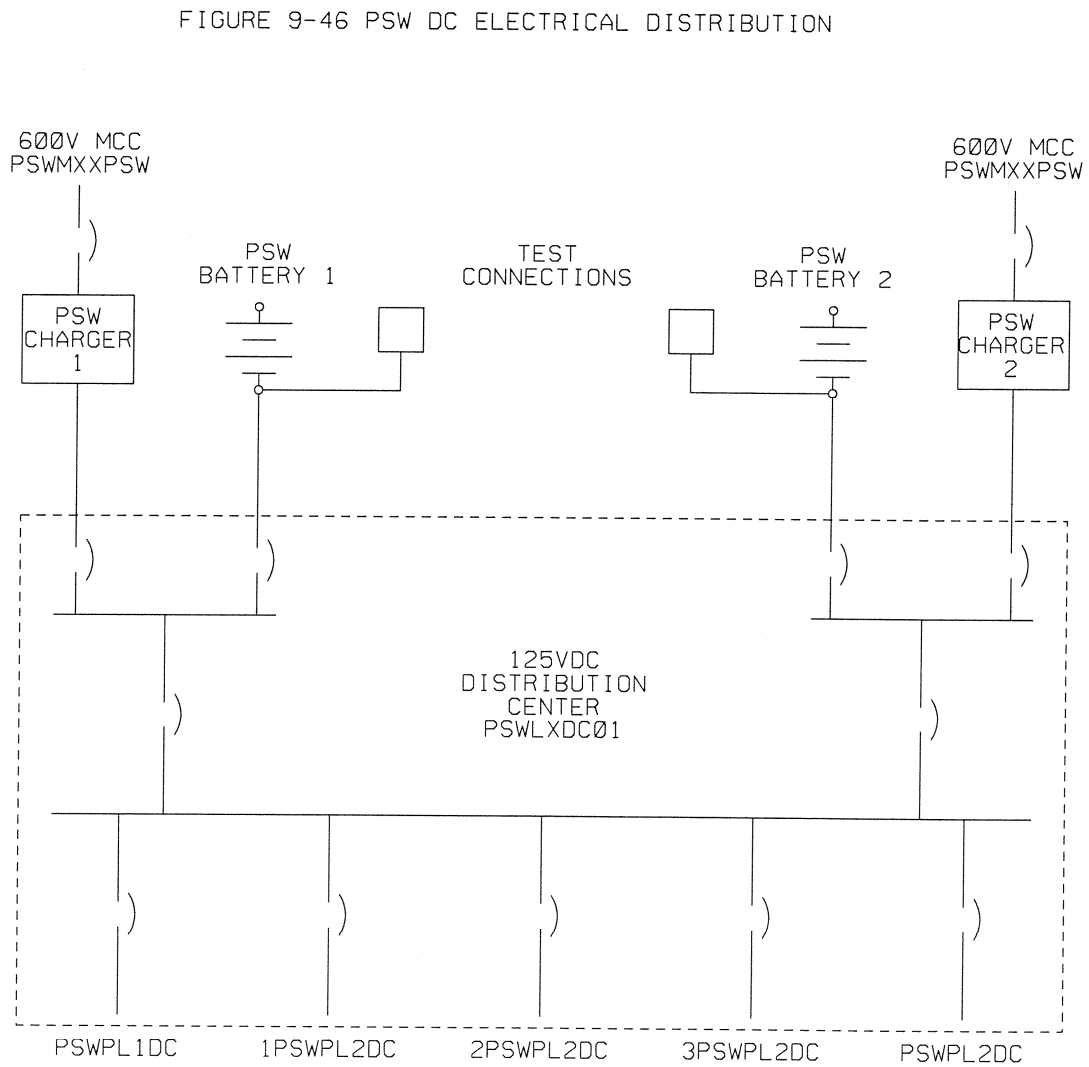 FIGURE 9-46 PSW DC ELECTRICAL DISTRIBUTION
600V MCC
PSWMXXPSW
600V MCC
PSWMXXPSW
PSW
BATTERY 1
TEST
CONNECTIONS
PSW
BATTERY 2
PSW
CHARGER
1
PSW
CHARGER
2
125VDC
DISTRIBUTION
CENTER
PSWLXDC01
PSWPL1DC
1PSWPL2DC
2PSWPL2DC
3PSWPL2DC
PSWPL2DC